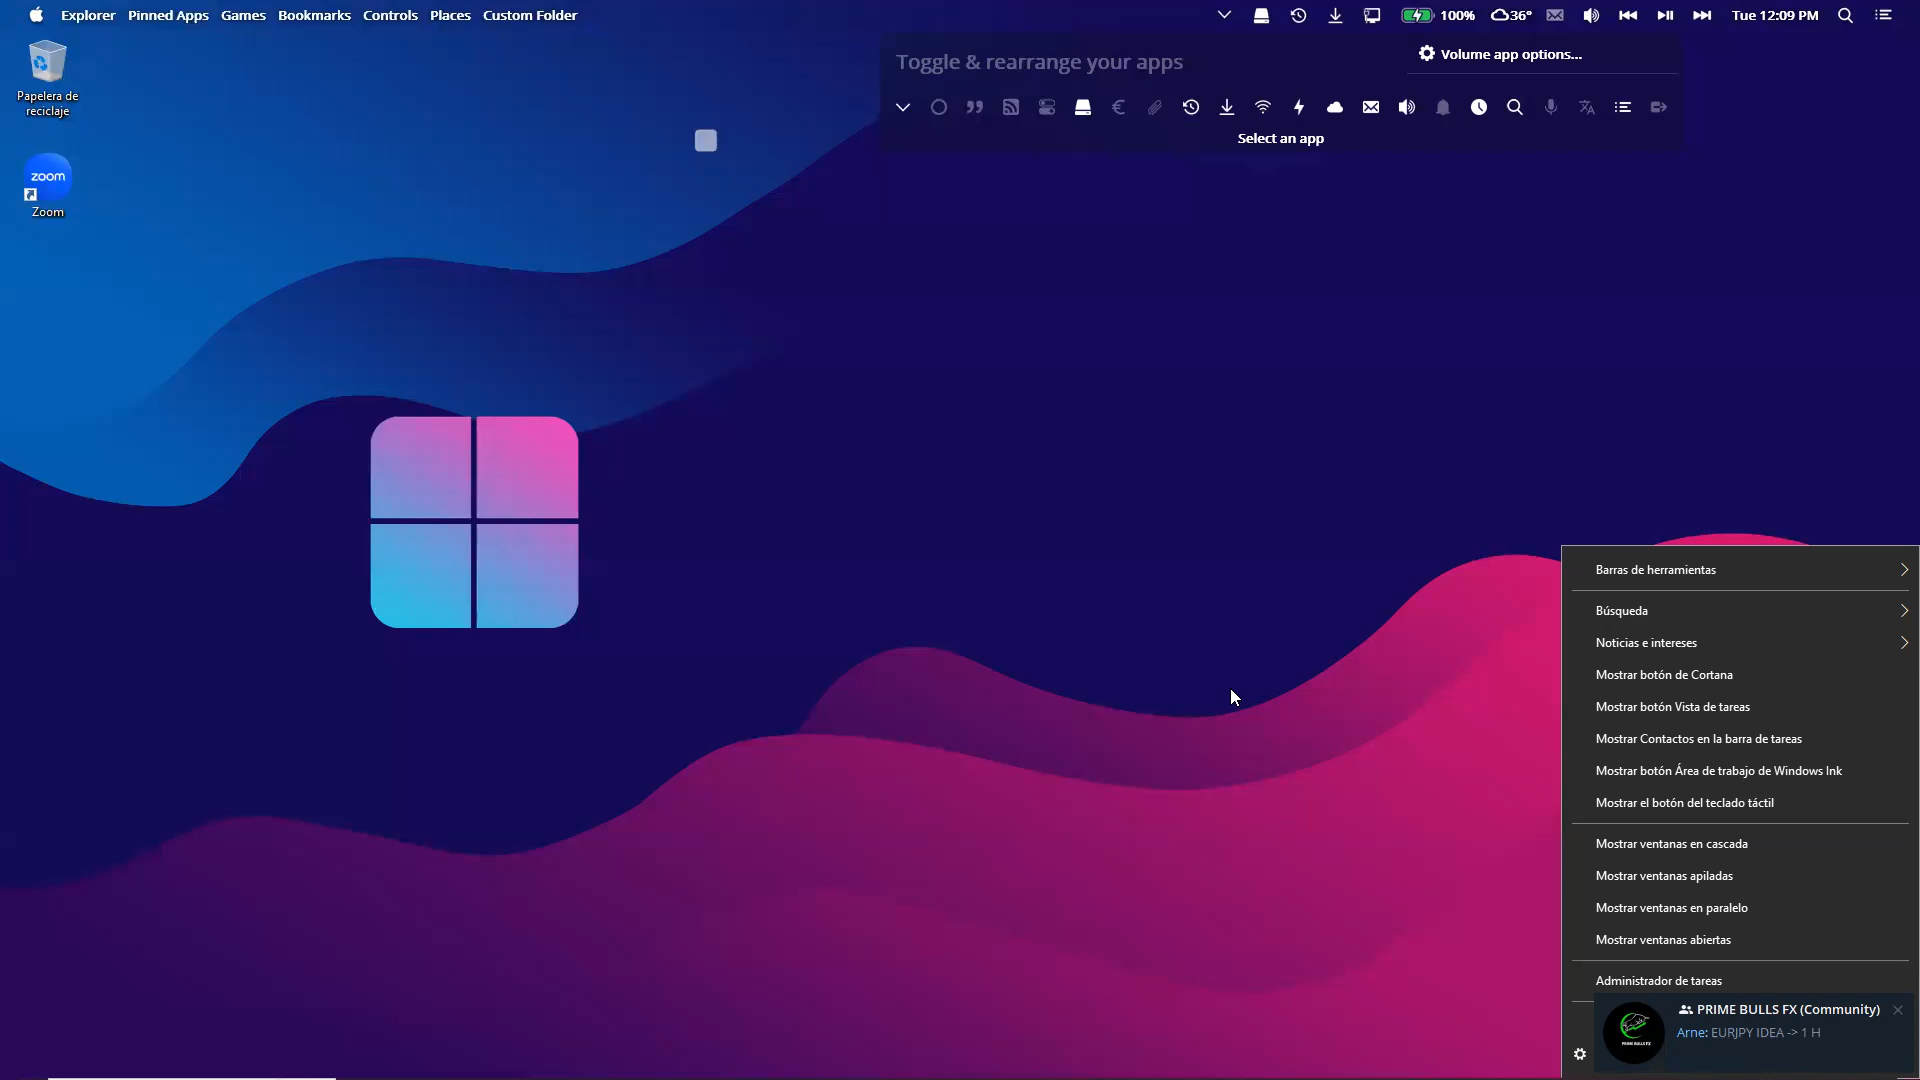 Explorer Pinned Apps Games Bookmarks Controls Places Custom Folder
100% 36° Tue 12:09 PM
Papelera de
reciclaje
zoom
Zoom
Toggle & rearrange your apps
Volume app options...
Select an app
Barras de herramientas
Búsqueda
Noticias e intereses
Mostrar botón de Cortana
Mostrar botón Vista de tareas
Mostrar Contactos en la barra de tareas
Mostrar botón Área de trabajo de Windows Ink
Mostrar el botón del teclado táctil
Mostrar ventanas en cascada
Mostrar ventanas apiladas
Mostrar ventanas en paralelo
Mostrar ventanas abiertas
Administrador de tareas
PRIME BULLS FX (Community)
Arne: EURJPY IDEA -> 1 H
PRIME BULLS FX